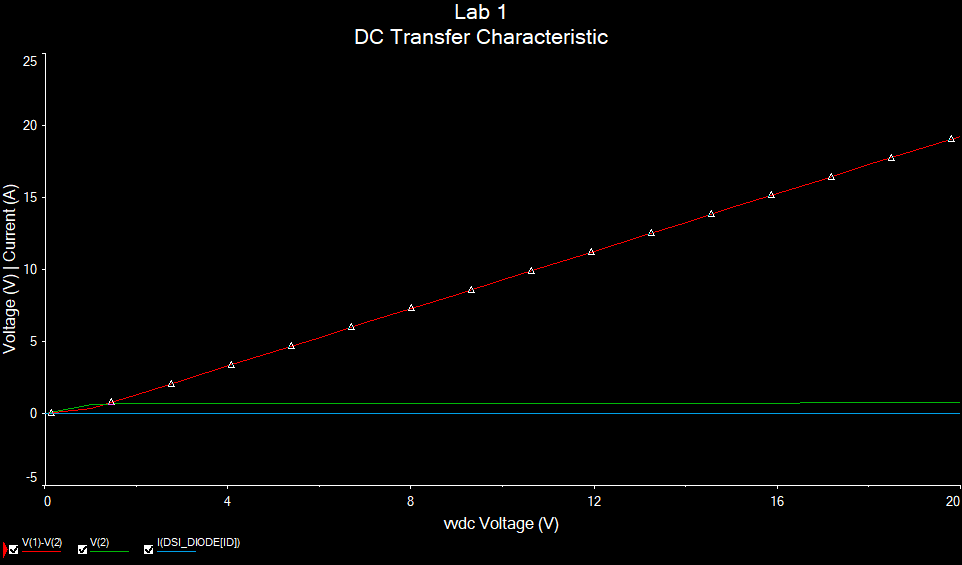 Lab 1
DC Transfer Characteristic
25
20
15
10
5
0
-5
Voltage (V) | Current (A)
0 4 8 12 16 20
vvdc Voltage (V)
V(1)-V(2) V(2) I(DSI_DIODE[ID])